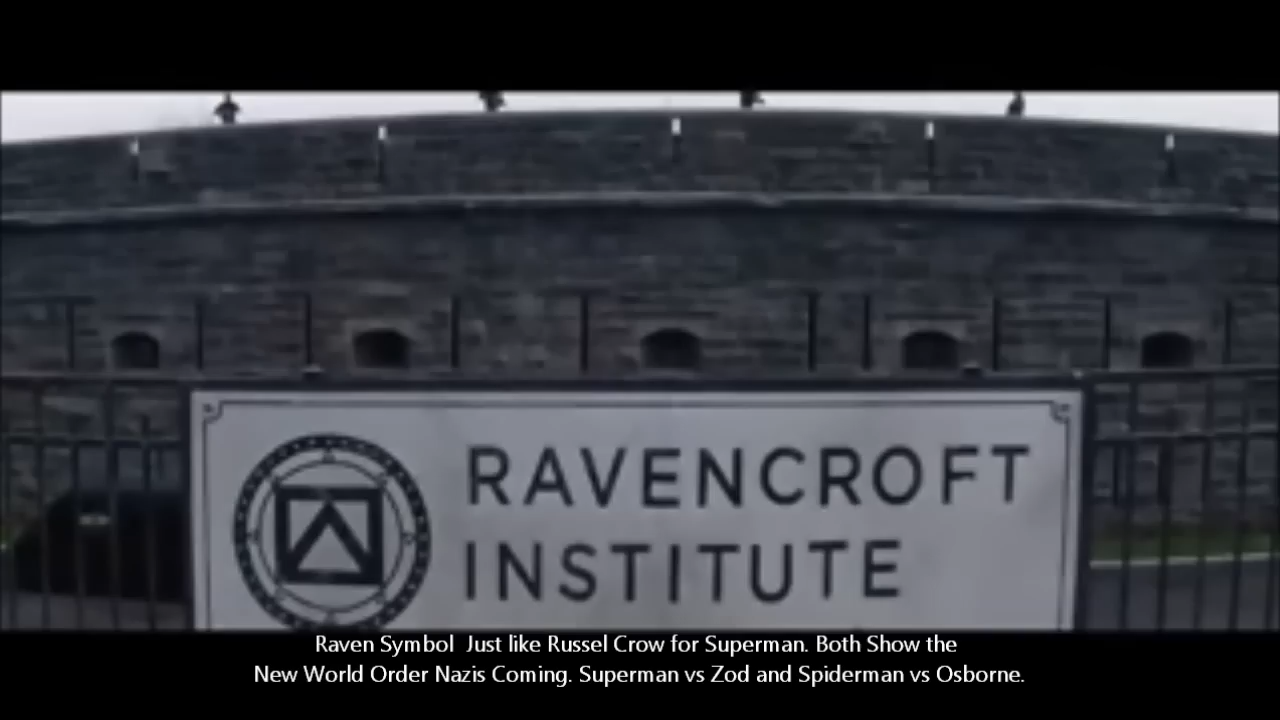 RAVENCROFT
INSTITUTE
Raven Symbol  Just like Russel Crow for Superman. Both Show the
New World Order Nazis Coming. Superman vs Zod and Spiderman vs Osborne.